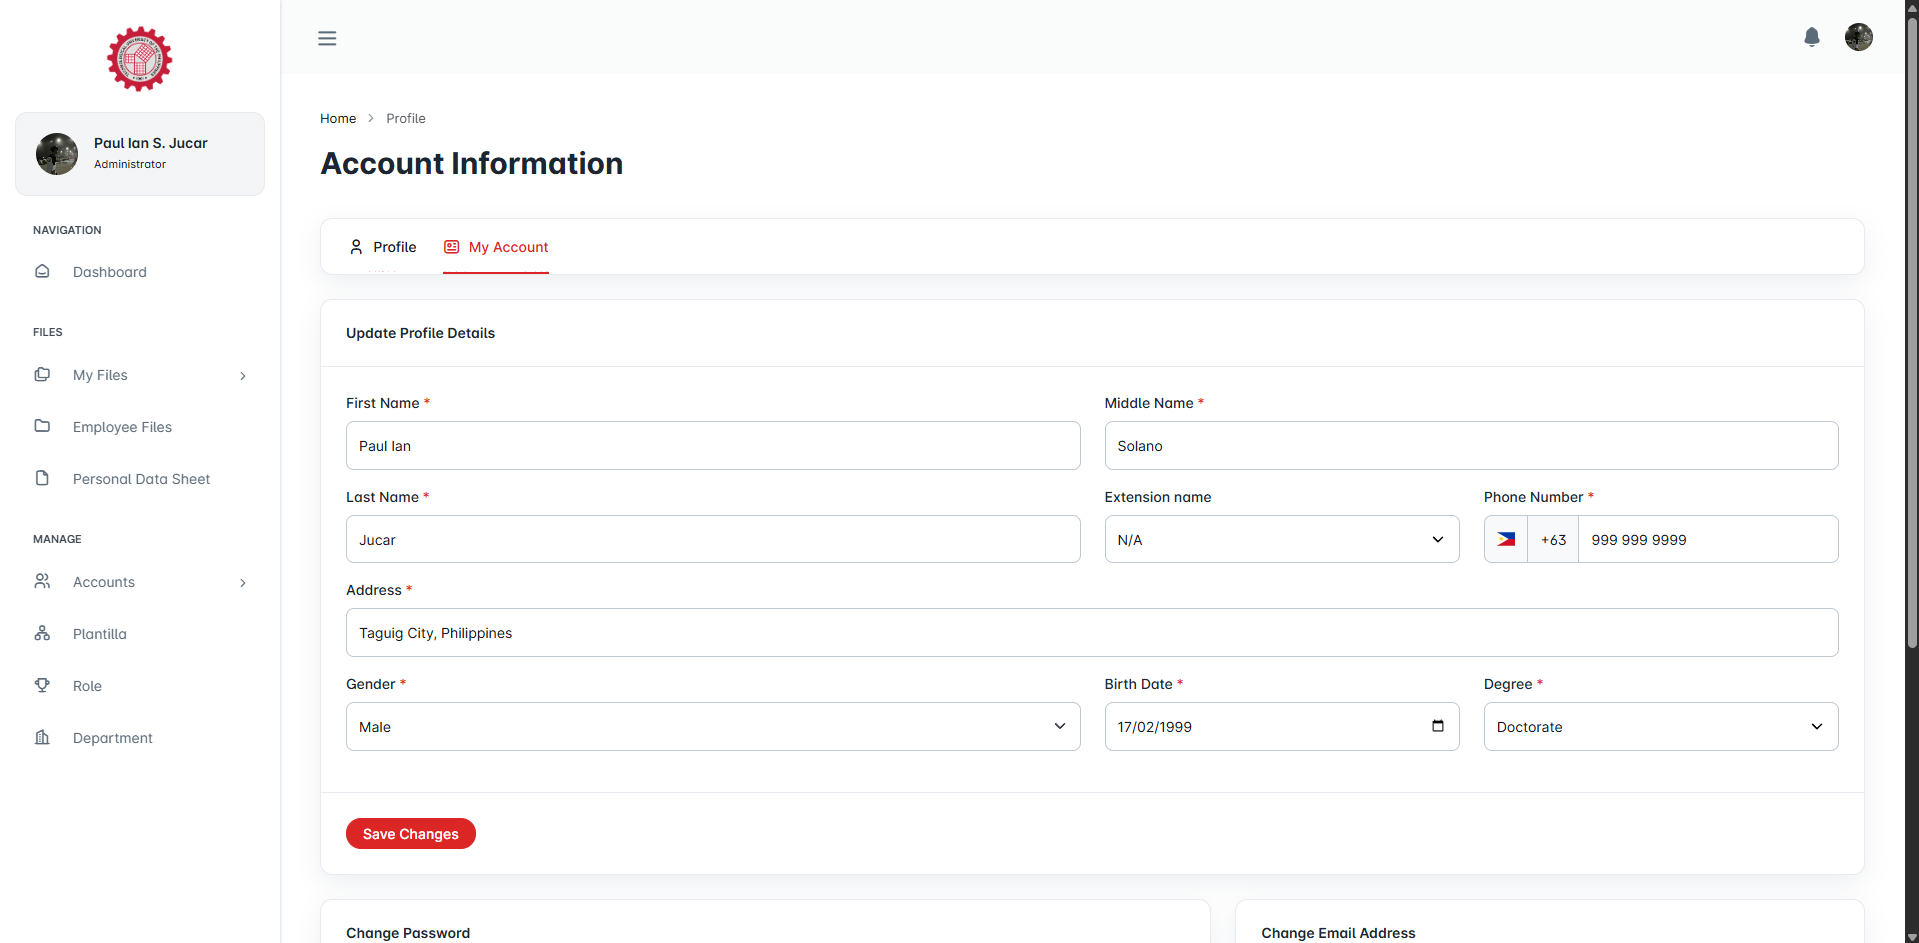 Paul Ian S. Jucar
Administrator
NAVIGATION
Dashboard
FILES
My Files
Employee Files
Personal Data Sheet
MANAGE
Accounts
Plantilla
Role
Department
Home > Profile
Account Information
Profile
My Account
Update Profile Details
First Name *
Middle Name *
Paul Ian
Solano
Last Name *
Extension name
Phone Number *
Jucar
N/A
+63
999 999 9999
Address *
Taguig City, Philippines
Gender *
Birth Date *
Degree *
Male
17/02/1999
Doctorate
Save Changes
Change Password
Change Email Address